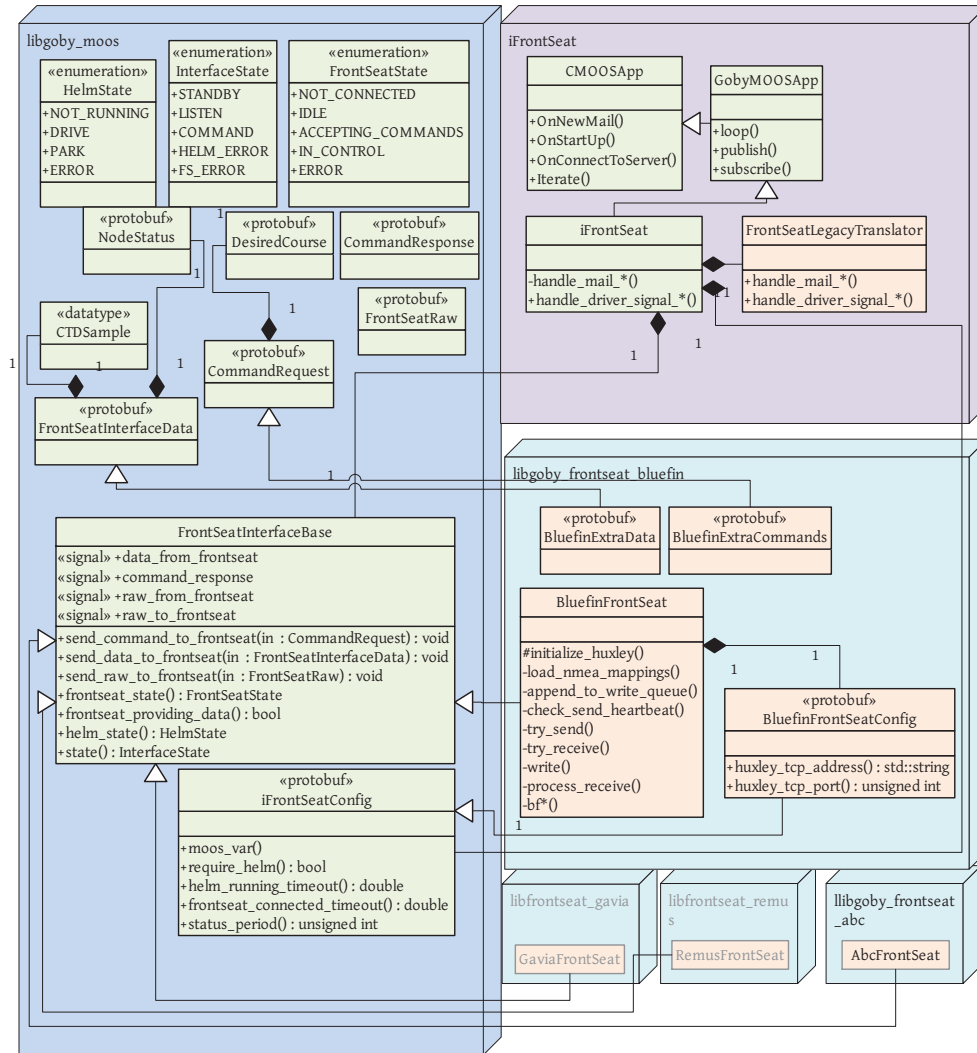 libgoby_moos
«enumeration»
HelmState
+NOT_RUNNING
+DRIVE
+PARK
+ERROR
«enumeration»
InterfaceState
+STANDBY
+LISTEN
+COMMAND
+HELM_ERROR
+FS_ERROR
«enumeration»
FrontSeatState
+NOT_CONNECTED
+IDLE
+ACCEPTING_COMMANDS
+IN_CONTROL
+ERROR
«protobuf»
NodeStatus
1
1
«protobuf»
DesiredCourse
«protobuf»
CommandResponse
«protobuf»
FrontSeatRaw
«datatype»
CTDSample
1
1
1
1
«protobuf»
CommandRequest
«protobuf»
FrontSeatInterfaceData
1
FrontSeatInterfaceBase
«signal» +data_from_frontseat
«signal» +command_response
«signal» +raw_from_frontseat
«signal» +raw_to_frontseat
+send_command_to_frontseat(in : CommandRequest) : void
+send_data_to_frontseat(in : FrontSeatInterfaceData) : void
+send_raw_to_frontseat(in : FrontSeatRaw) : void
+frontseat_state() : FrontSeatState
+frontseat_providing_data() : bool
+helm_state() : HelmState
+state() : InterfaceState
«protobuf»
iFrontSeatConfig
+moos_var()
+require_helm() : bool
+helm_running_timeout() : double
+frontseat_connected_timeout() : double
+status_period() : unsigned int
iFrontSeat
CMOOSApp
+OnNewMail()
+OnStartUp()
+OnConnectToServer()
+Iterate()
GobyMOOSApp
+loop()
+publish()
+subscribe()
iFrontSeat
-handle_mail_*()
+handle_driver_signal_*()
FrontSeatLegacyTranslator
+handle_mail_*()
+handle_driver_signal_*()
1
1
1
1
libgoby_frontseat_bluefin
«protobuf»
BluefinExtraData
«protobuf»
BluefinExtraCommands
BluefinFrontSeat
#initialize_huxley()
-load_nmea_mappings()
-append_to_write_queue()
-check_send_heartbeat()
-try_send()
-try_receive()
-write()
-process_receive()
-bf*()
1
1
1
«protobuf»
BluefinFrontSeatConfig
+huxley_tcp_address() : std::string
+huxley_tcp_port() : unsigned int
libfrontseat_gavia
GaviaFrontSeat
libfrontseat_remu
s
RemusFrontSeat
llibgoby_frontseat
_abc
AbcFrontSeat